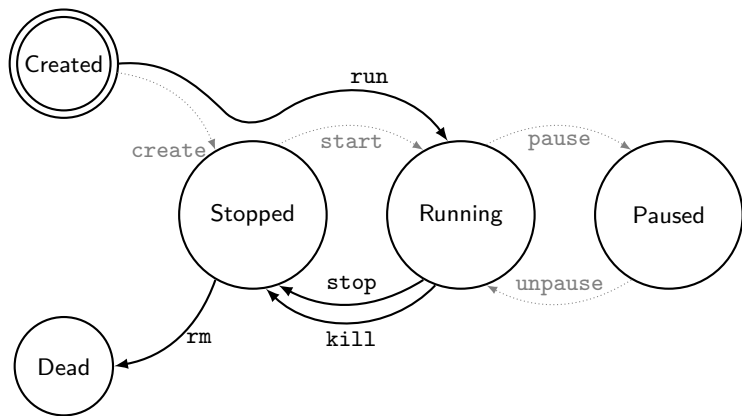 Created
run
create
start
pause
Stopped
Running
Paused
stop
unpause
kill
rm
Dead